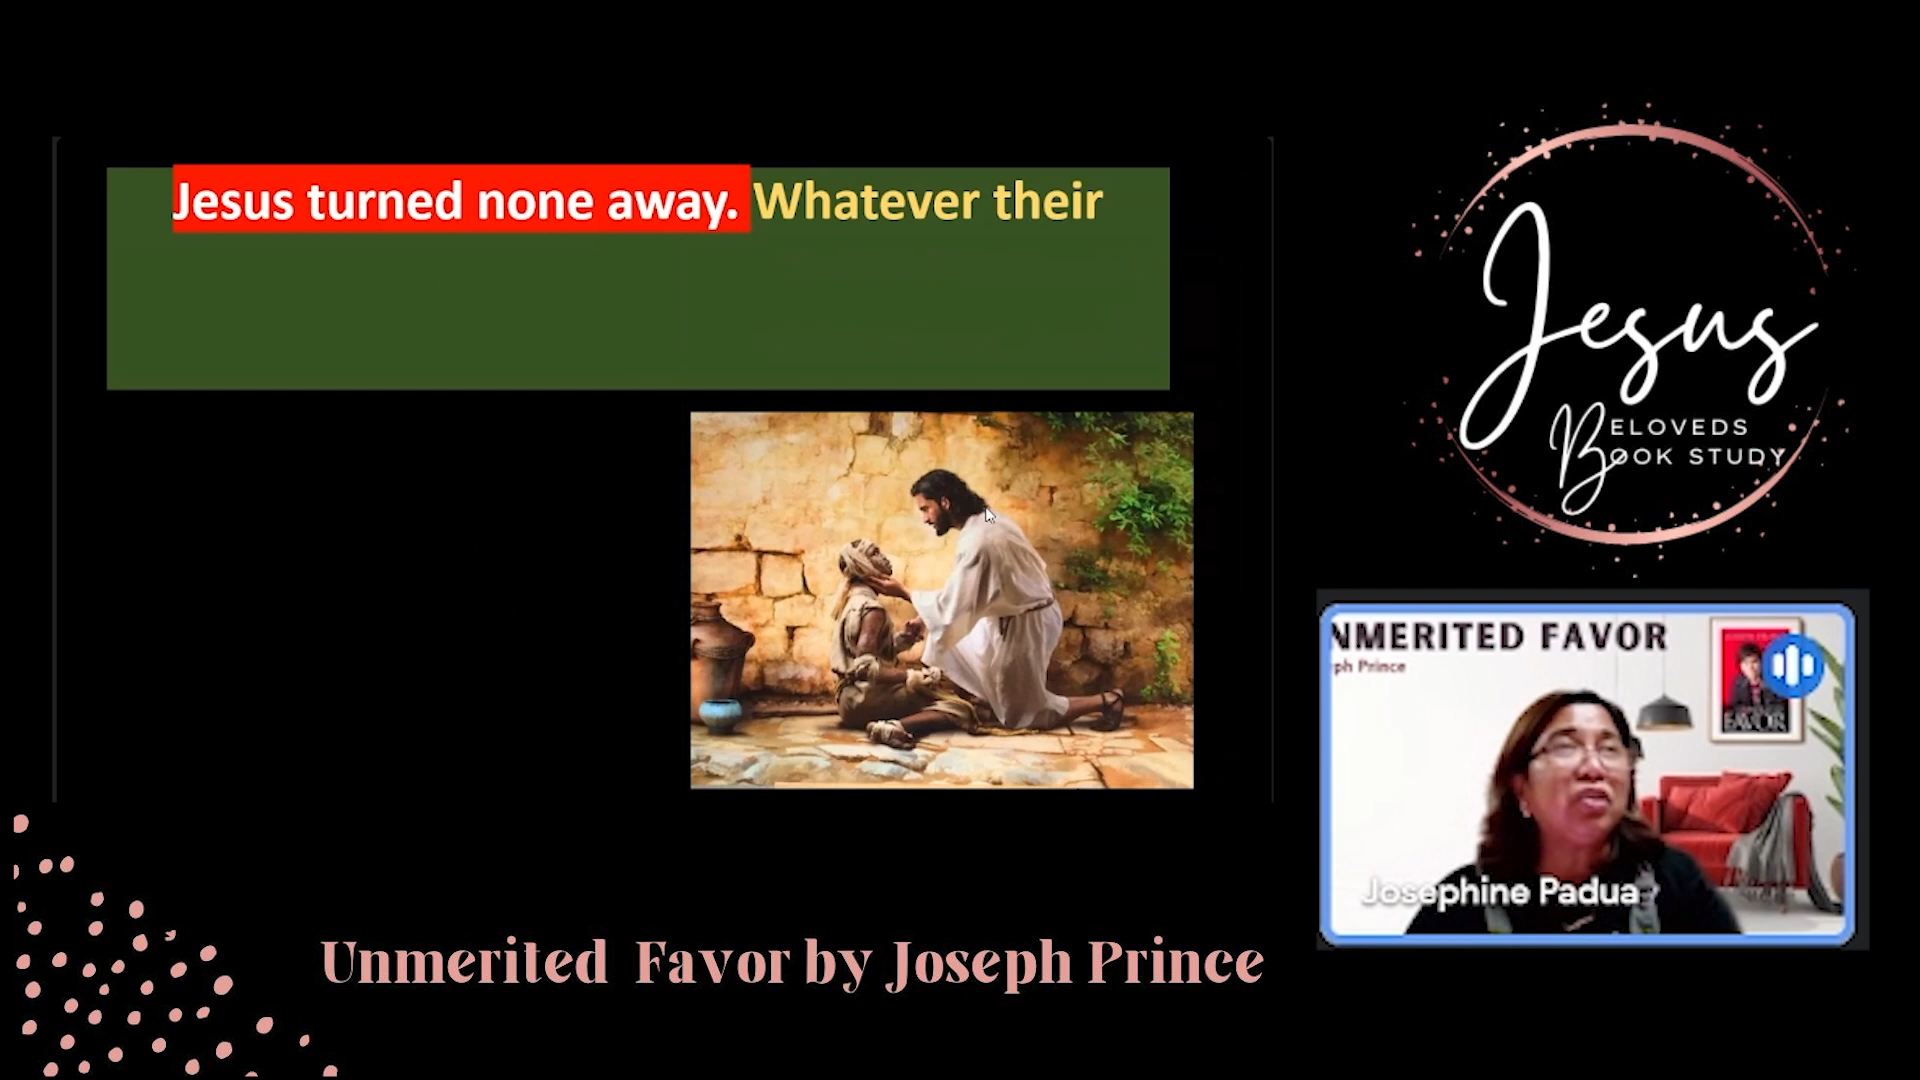 Jesus turned none away. Whatever their
Jesus
BELOVEDS
BOOK STUDY
NMERITED FAVOR
ph Prince
FAVOR
Josephine Padua
Unmerited Favor by Joseph Prince